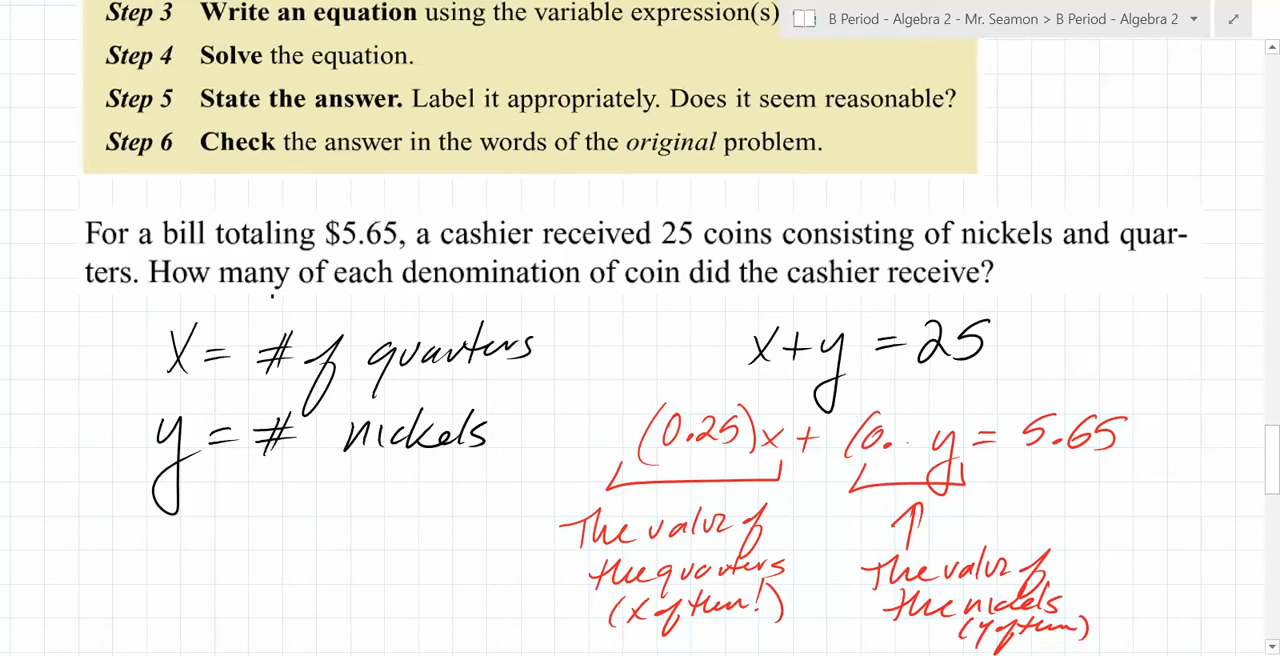 Step 3 Write an equation using the variable expression(s)
B Period - Algebra 2 - Mr. Seamon > B Period - Algebra 2
Step 4 Solve the equation.
Step 5 State the answer. Label it appropriately. Does it seem reasonable?
Step 6 Check the answer in the words of the original problem.
For a bill totaling $5.65, a cashier received 25 coins consisting of nickels and quar-
ters. How many of each denomination of coin did the cashier receive?
x = # of quarters
x + y = 25
y = # nickels
(0.25)x + (0. y = 5.65
The value of
the quarters
(x of them!)
The value of
the nickels
(y of them)